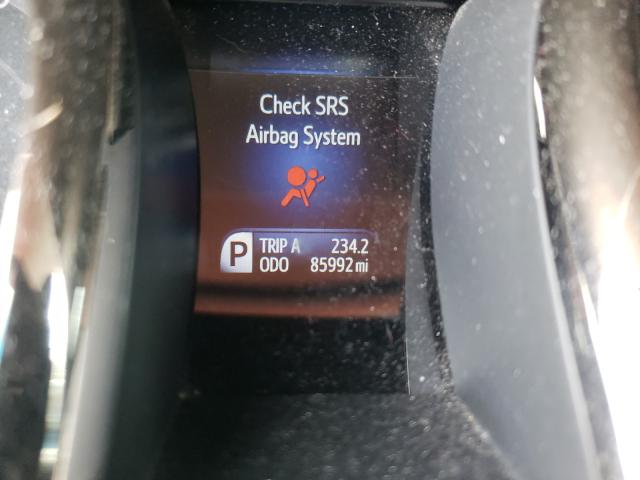 Check SRS
Airbag System
P TRIP A 234.2
ODO 85992 mi